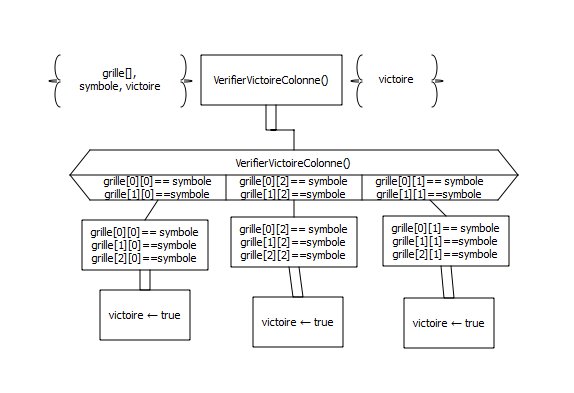 grille[],
symbole, victoire
VerifierVictoireColonne()
victoire
VerifierVictoireColonne()
grille[0][0]== symbole
grille[1][0]==symbole
grille[0][2]== symbole
grille[1][2]==symbole
grille[0][1]== symbole
grille[1][1]==symbole
grille[0][0]== symbole
grille[1][0]==symbole
grille[2][0]==symbole
grille[0][2]== symbole
grille[1][2]==symbole
grille[2][2]==symbole
grille[0][1]== symbole
grille[1][1]==symbole
grille[2][1]==symbole
victoire ← true
victoire ← true
victoire ← true